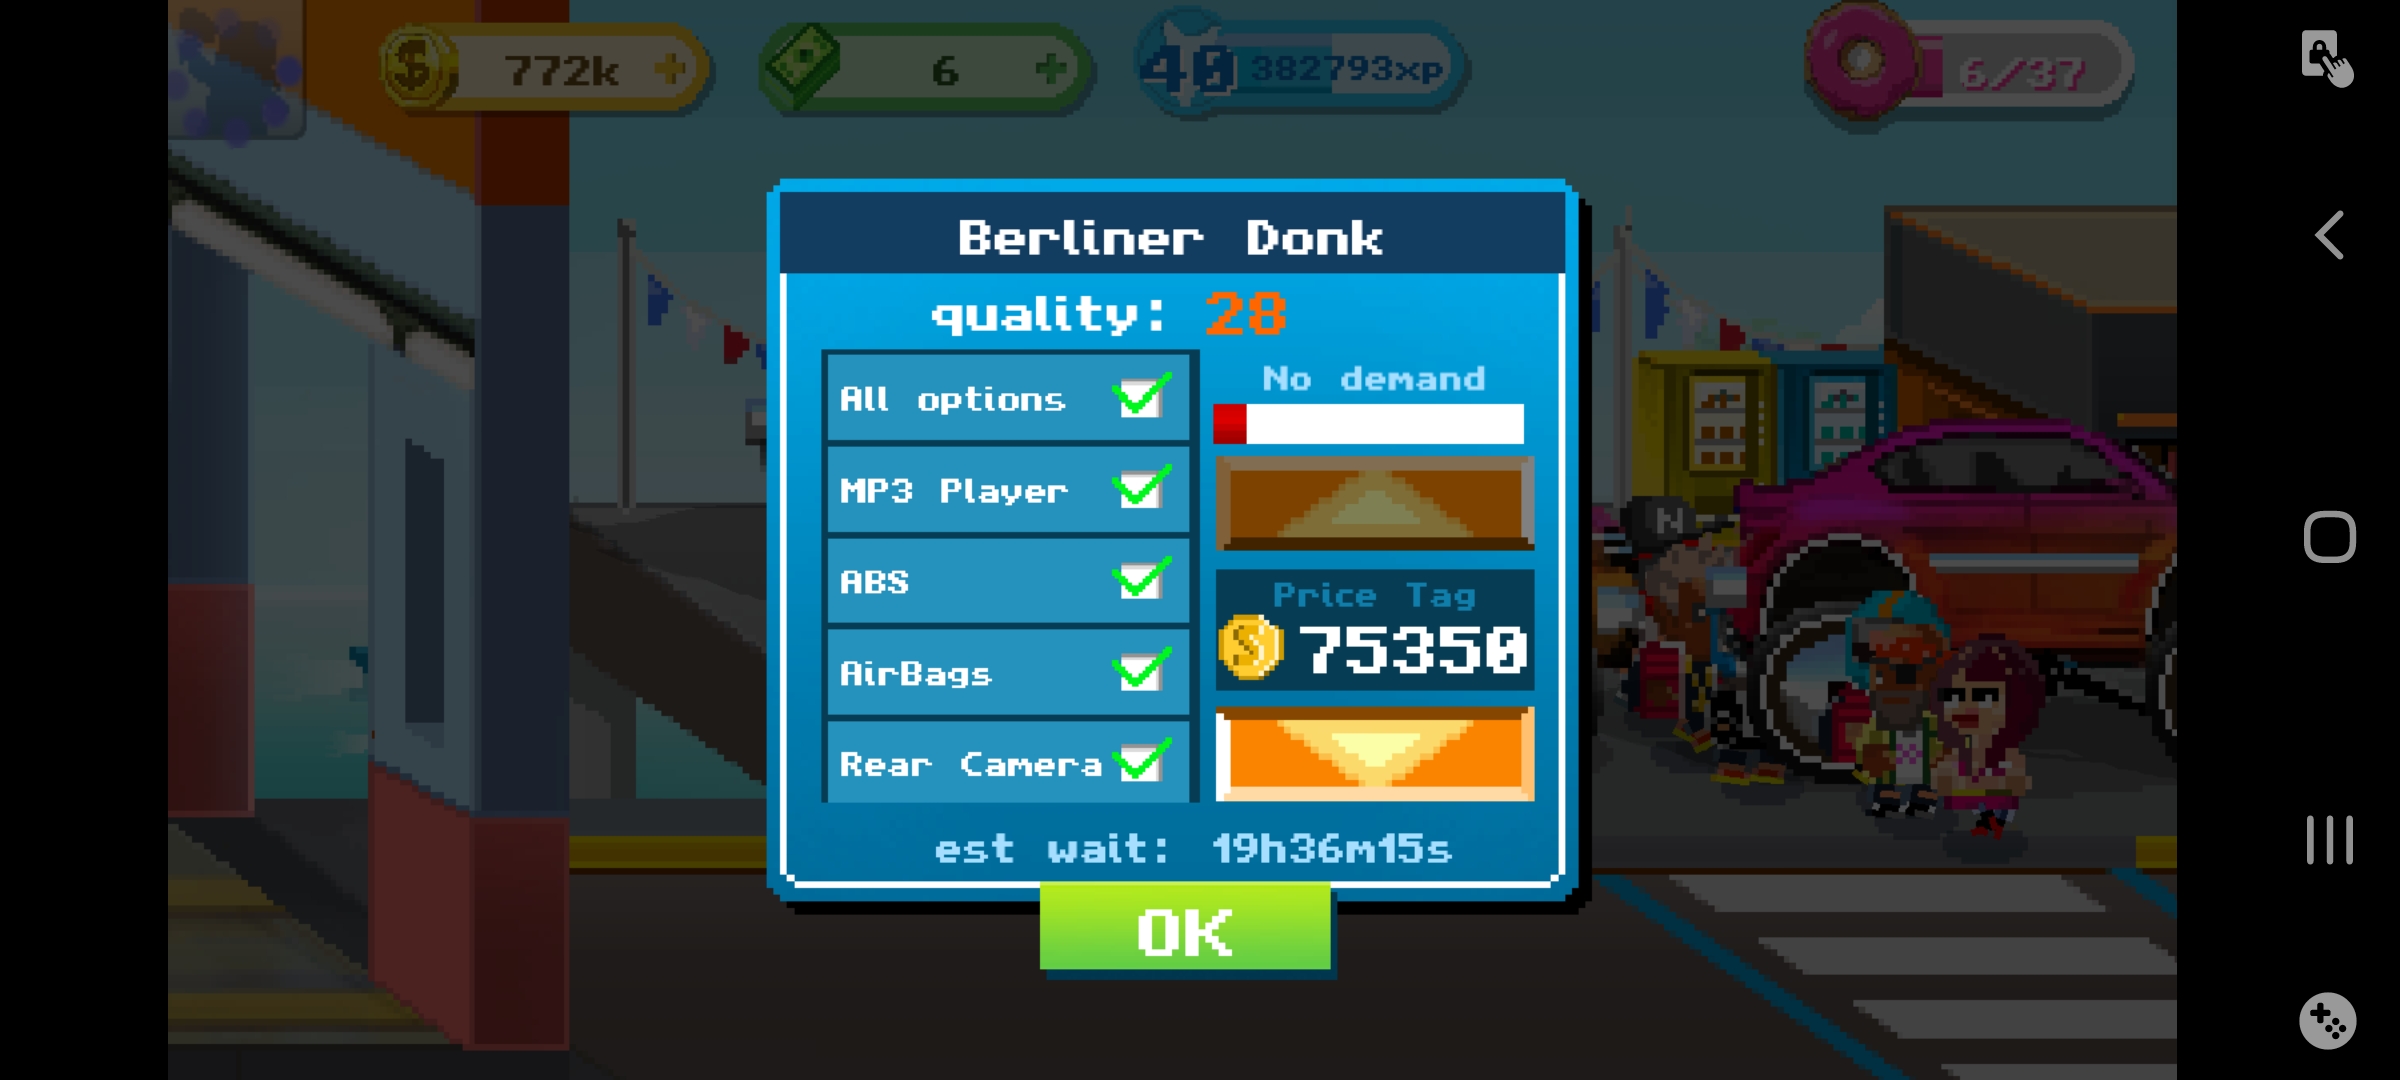 772k
6
40 382793xp
6/37
Berliner Donk
quality: 28
All options
MP3 Player
ABS
AirBags
Rear Camera
No demand
Price Tag
75350
est wait: 19h36m15s
OK
N